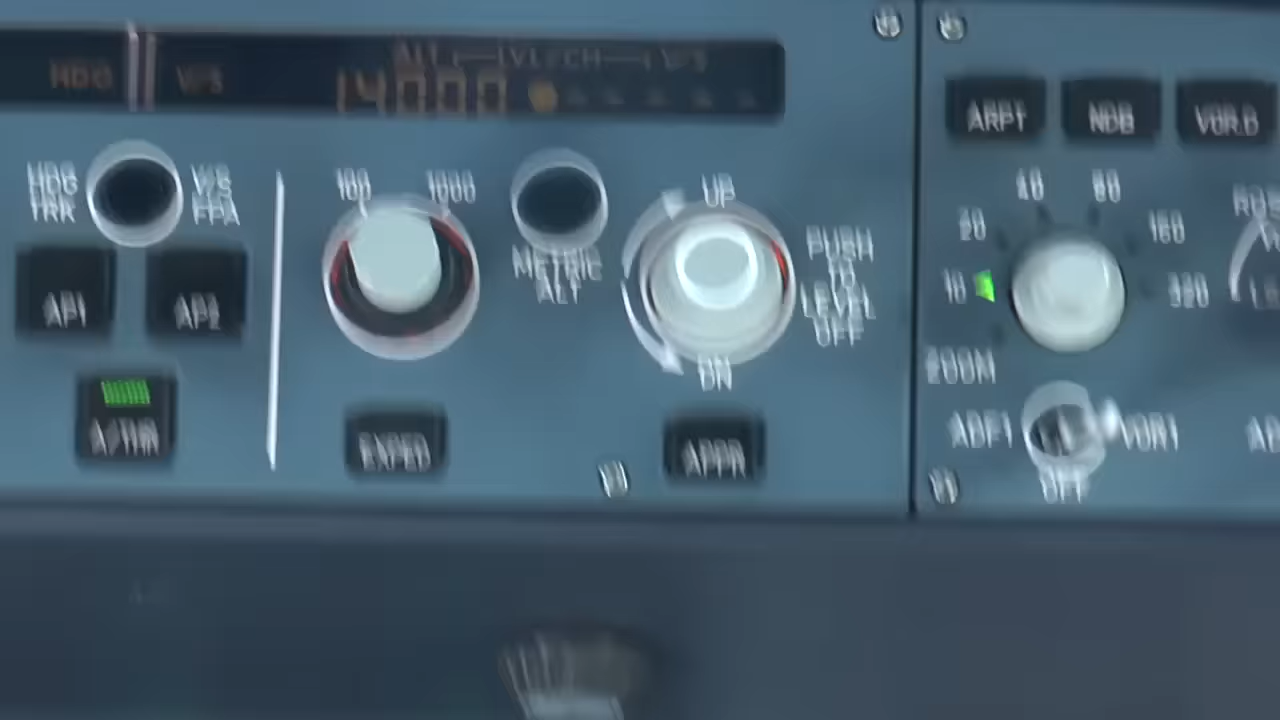 ALT LVL/CH V/S
HDG V/S 14000
ARPT NDB VOR.D
HDG V/S 100 1000 UP 40 80
TRK FPA 20 160
METRIC PUSH
ALT TO
LEVEL
OFF
AP1 AP2 10 320
DN ZOOM
A/THR EXPED APPR ADF1 VOR1
OFF